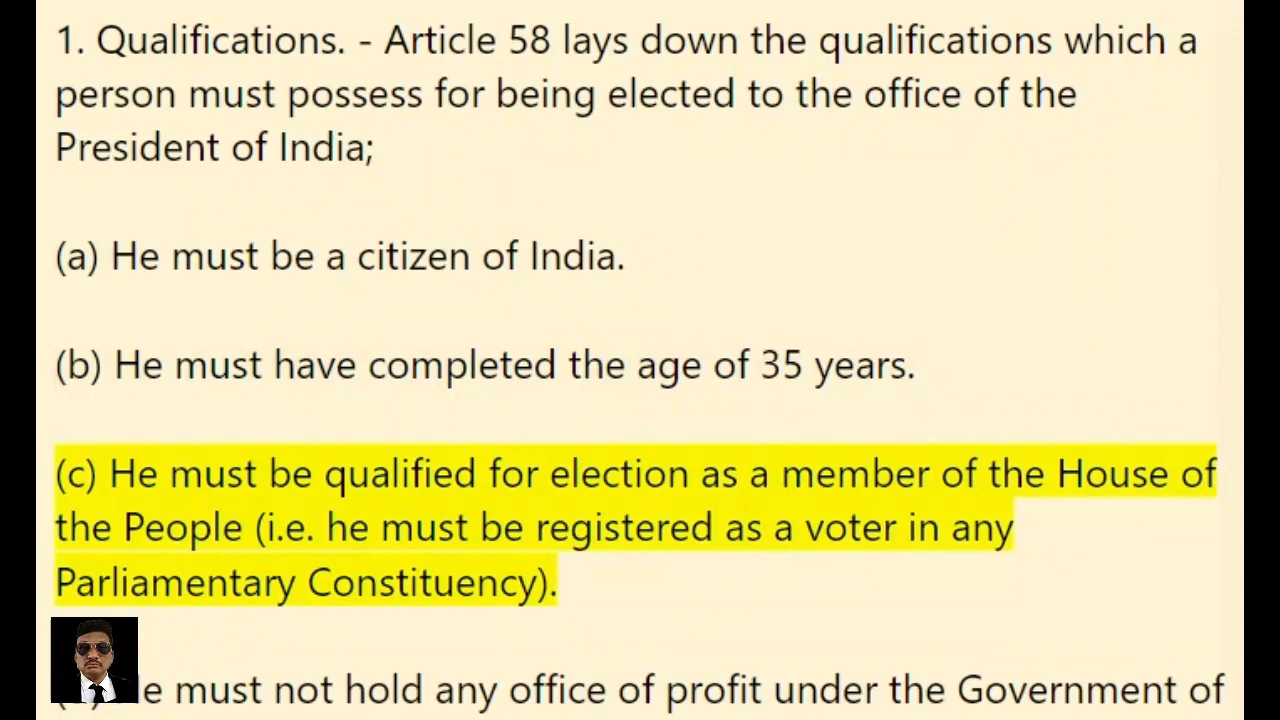 1. Qualifications. - Article 58 lays down the qualifications which a
person must possess for being elected to the office of the
President of India;
(a) He must be a citizen of India.
(b) He must have completed the age of 35 years.
(c) He must be qualified for election as a member of the House of
the People (i.e. he must be registered as a voter in any
Parliamentary Constituency).
must not hold any office of profit under the Government of